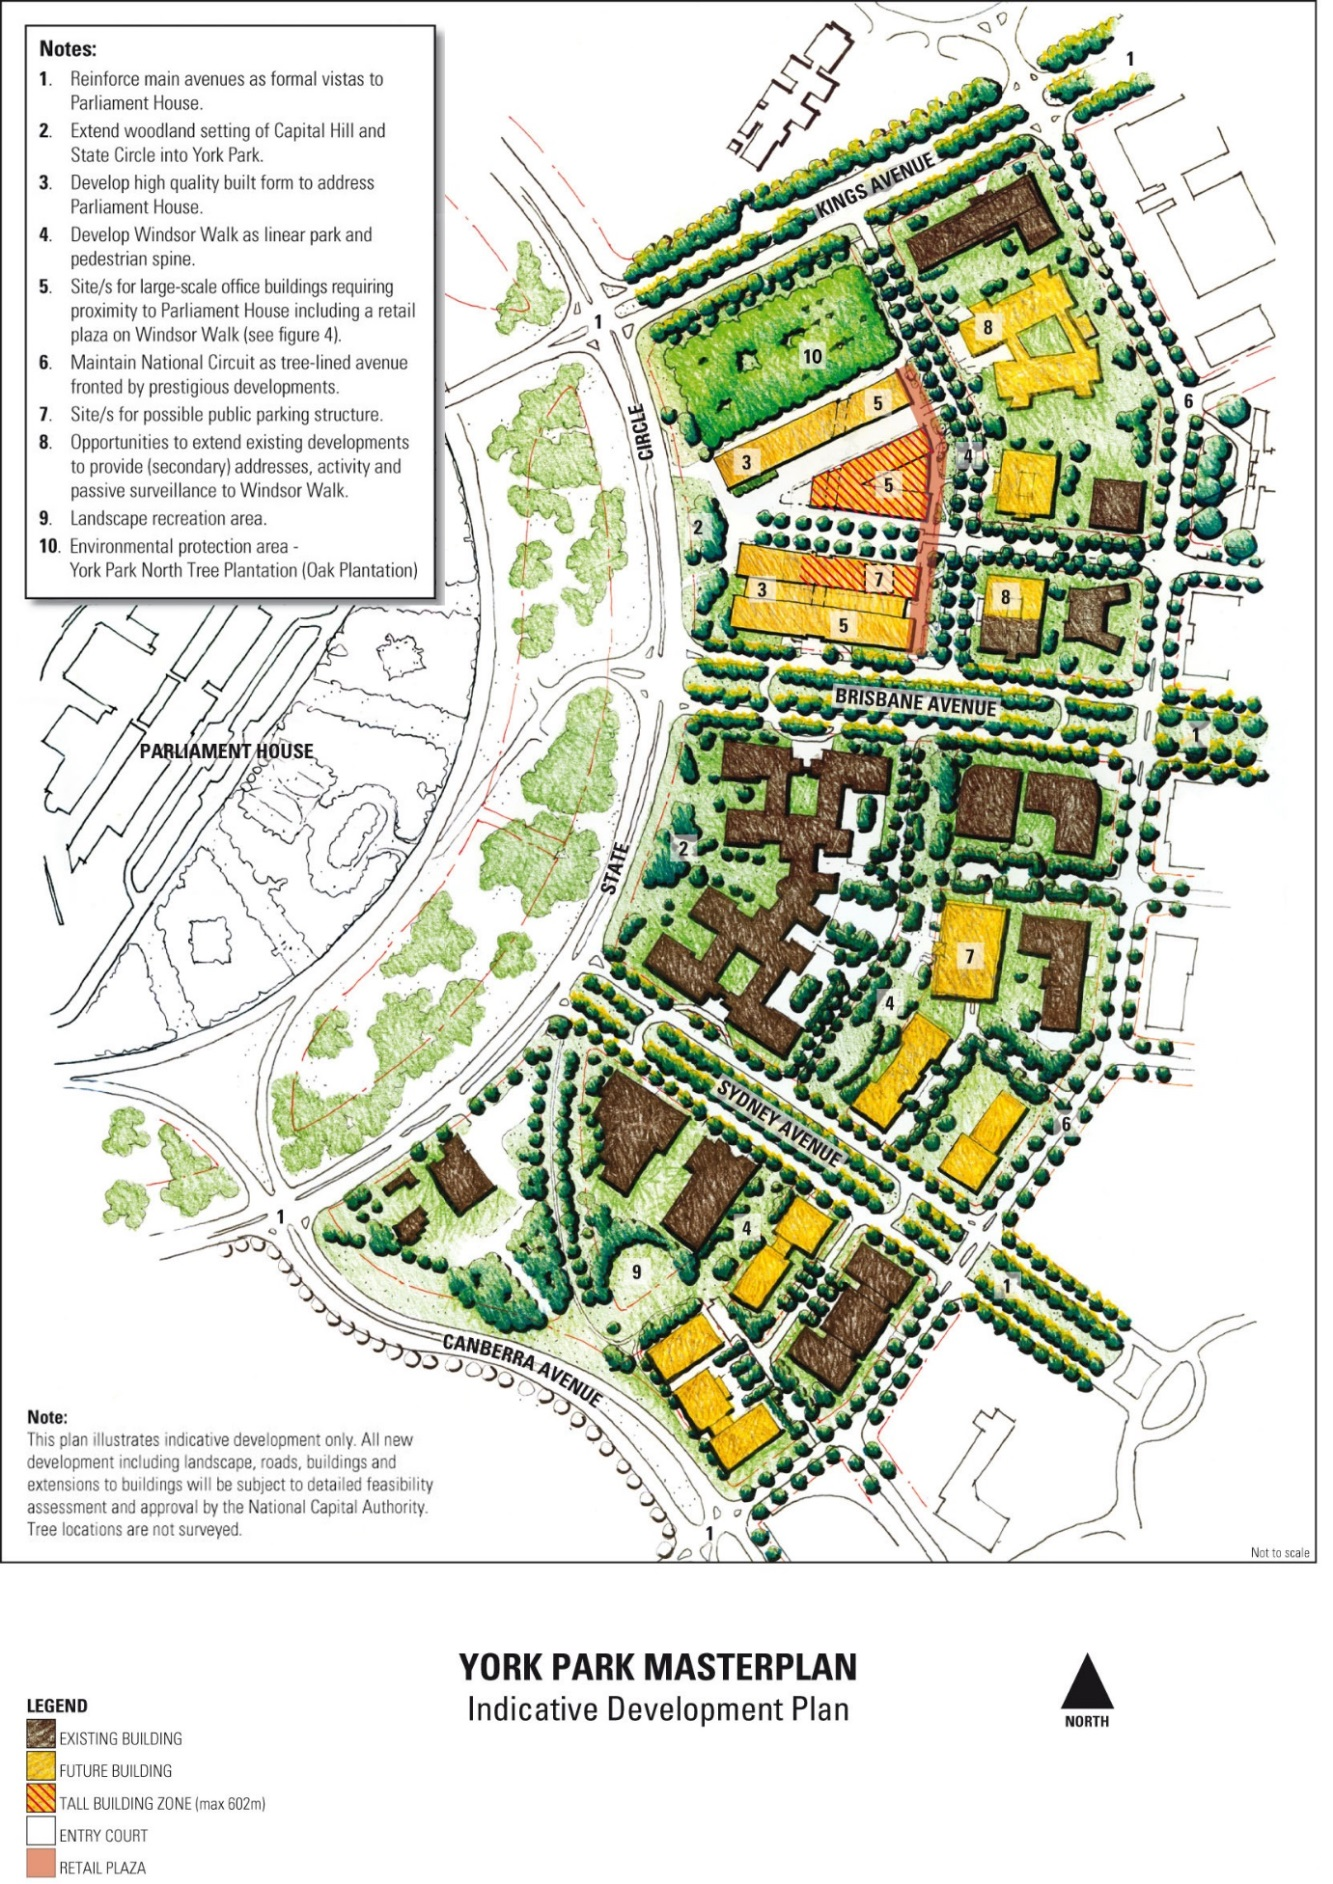 Notes:
1. Reinforce main avenues as formal vistas to
Parliament House.
2. Extend woodland setting of Capital Hill and
State Circle into York Park.
3. Develop high quality built form to address
Parliament House.
4. Develop Windsor Walk as linear park and
pedestrian spine.
5. Site/s for large-scale office buildings requiring
proximity to Parliament House including a retail
plaza on Windsor Walk (see figure 4).
6. Maintain National Circuit as tree-lined avenue
fronted by prestigious developments.
7. Site/s for possible public parking structure.
8. Opportunities to extend existing developments
to provide (secondary) addresses, activity and
passive surveillance to Windsor Walk.
9. Landscape recreation area.
10. Environmental protection area -
York Park North Tree Plantation (Oak Plantation)
1
KINGS AVENUE
1
8
10
5
6
CIRCLE
3
4
5
2
7
3
8
5
BRISBANE AVENUE
1
PARLIAMENT HOUSE
2
STATE
7
4
SYDNEY AVENUE
6
1
4
9
1
CANBERRA AVENUE
1
Note:
This plan illustrates indicative development only. All new
development including landscape, roads, buildings and
extensions to buildings will be subject to detailed feasibility
assessment and approval by the National Capital Authority.
Tree locations are not surveyed.
Not to scale
YORK PARK MASTERPLAN
Indicative Development Plan
NORTH
LEGEND
EXISTING BUILDING
FUTURE BUILDING
TALL BUILDING ZONE (max 602m)
ENTRY COURT
RETAIL PLAZA